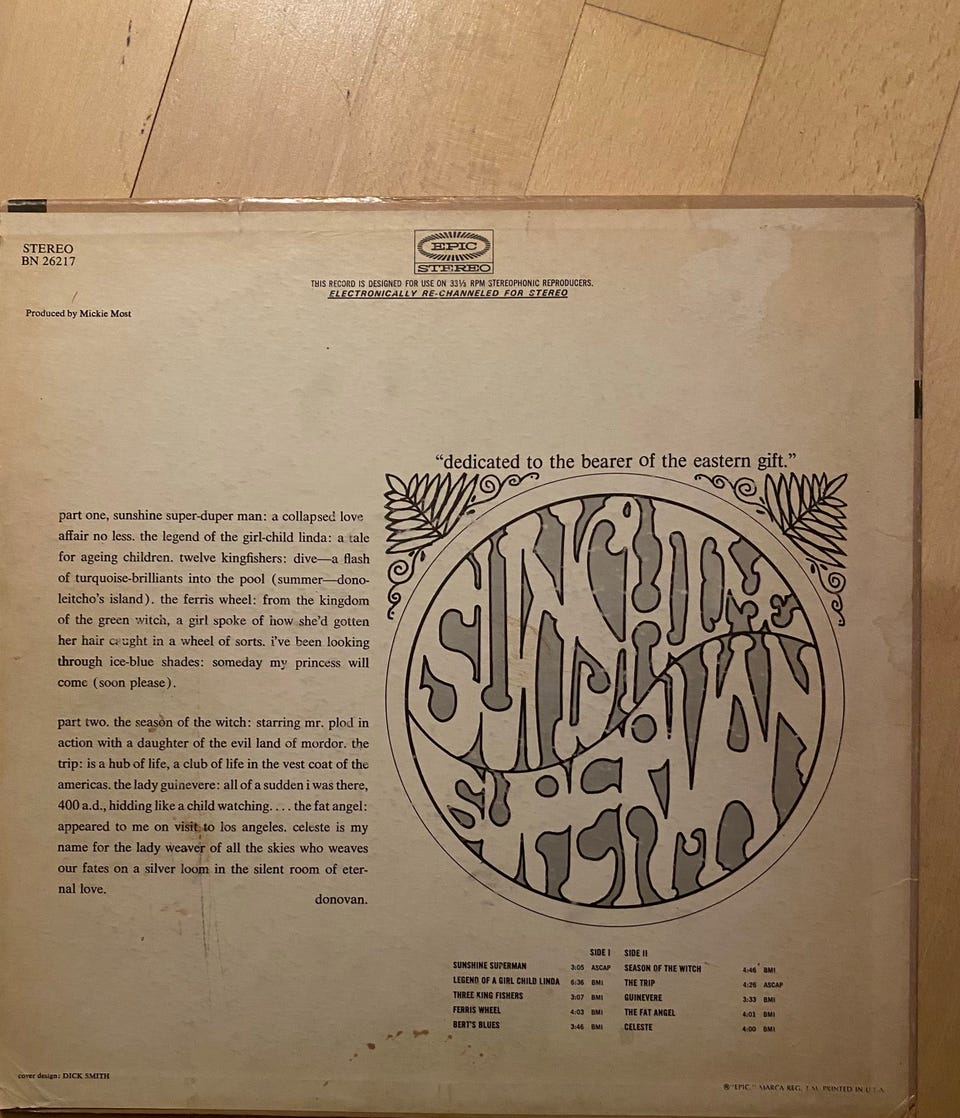 STEREO
BN 26217
EPIC
STEREO
THIS RECORD IS DESIGNED FOR USE ON 33⅓ RPM STEREOPHONIC REPRODUCERS.
ELECTRONICALLY RE-CHANNELED FOR STEREO
Produced by Mickie Most
“dedicated to the bearer of the eastern gift.”
part one, sunshine super-duper man: a collapsed love
affair no less. the legend of the girl-child linda: a tale
for ageing children. twelve kingfishers: dive—a flash
of turquoise-brilliants into the pool (summer—dono-
leitcho's island). the ferris wheel: from the kingdom
of the green witch, a girl spoke of how she'd gotten
her hair caught in a wheel of sorts. i've been looking
through ice-blue shades: someday my princess will
come (soon please).
part two. the season of the witch: starring mr. plod in
action with a daughter of the evil land of mordor. the
trip: is a hub of life, a club of life in the vest coat of the
americas. the lady guinevere: all of a sudden i was there,
400 a.d., hidding like a child watching.... the fat angel:
appeared to me on visit to los angeles. celeste is my
name for the lady weaver of all the skies who weaves
our fates on a silver loom in the silent room of eter-
nal love.
donovan.
SUNSHINE
SUPERMAN
SIDE I
SUNSHINE SUPERMAN 3:05 ASCAP
LEGEND OF A GIRL CHILD LINDA 6:36 BMI
THREE KING FISHERS 3:07 BMI
FERRIS WHEEL 4:03 BMI
BERT'S BLUES 3:46 BMI
SIDE II
SEASON OF THE WITCH 4:46 BMI
THE TRIP 4:26 ASCAP
GUINEVERE 3:33 BMI
THE FAT ANGEL 4:01 BMI
CELESTE 4:00 BMI
cover design: DICK SMITH
® "EPIC," MARCA REG. T.M. PRINTED IN U.S.A.